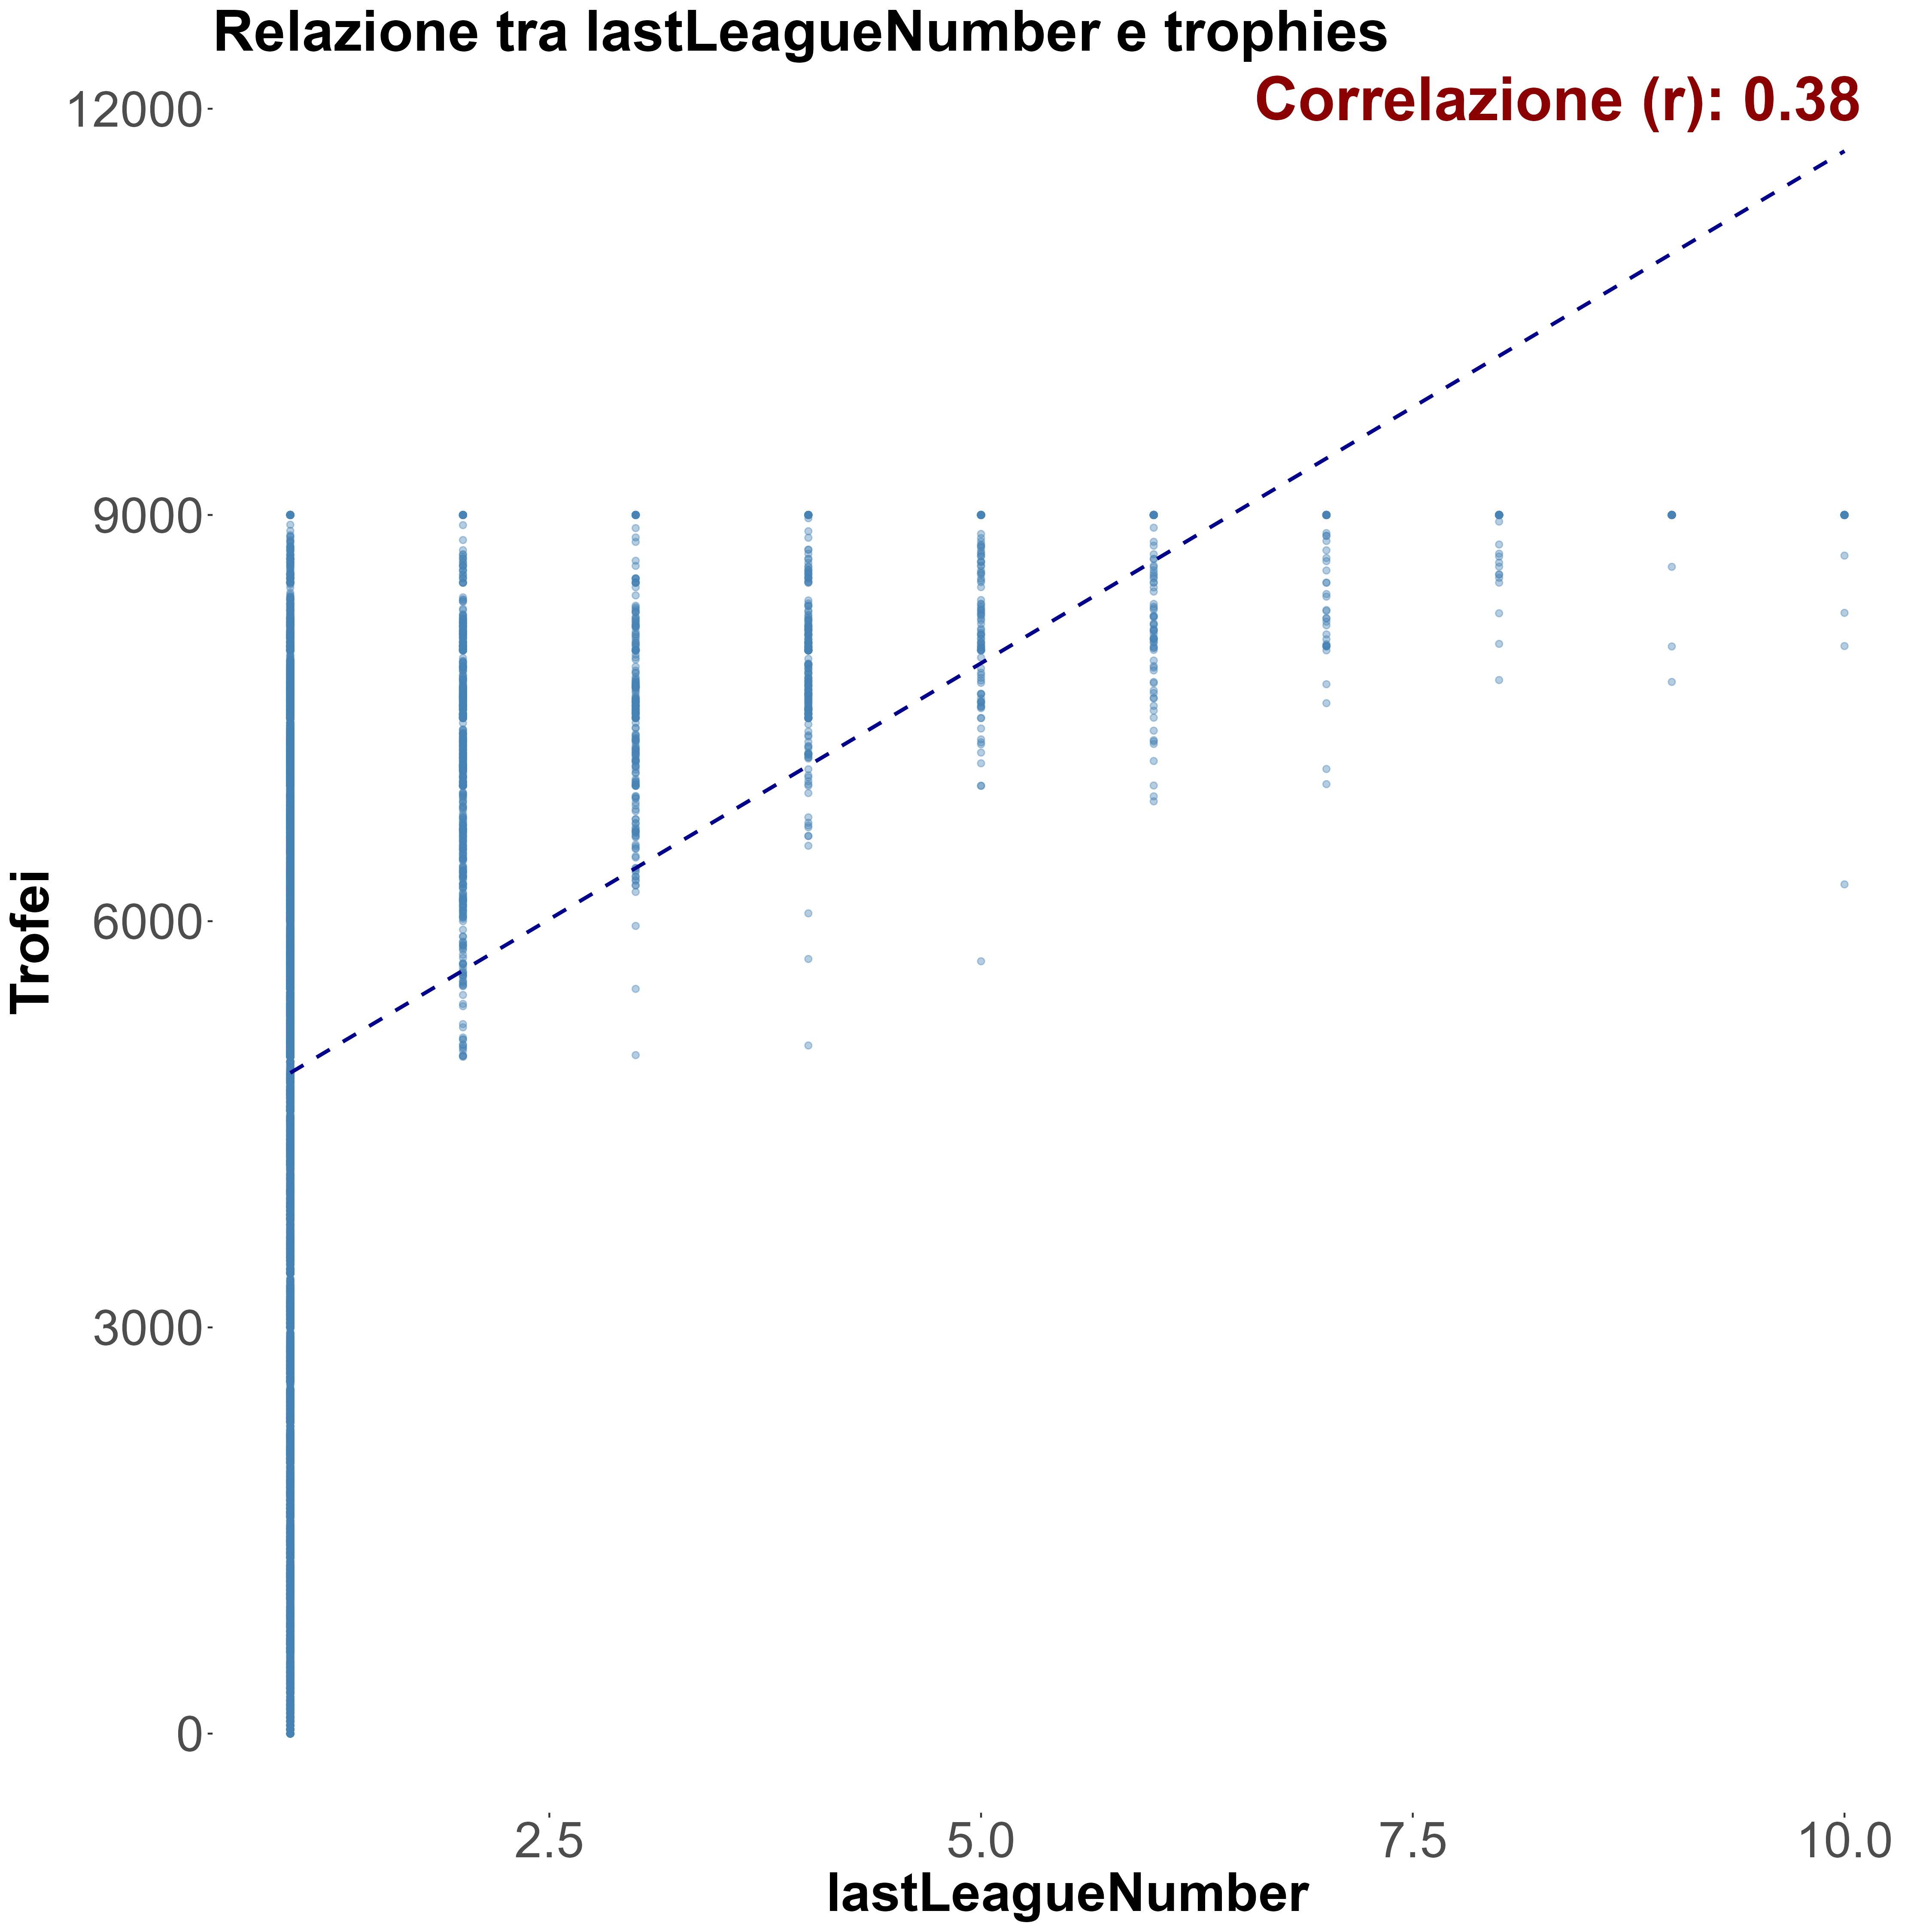 Relazione tra lastLeagueNumber e trophies
Correlazione (r): 0.38
12000
9000
6000
3000
0
Trofei
2.5 5.0 7.5 10.0
lastLeagueNumber